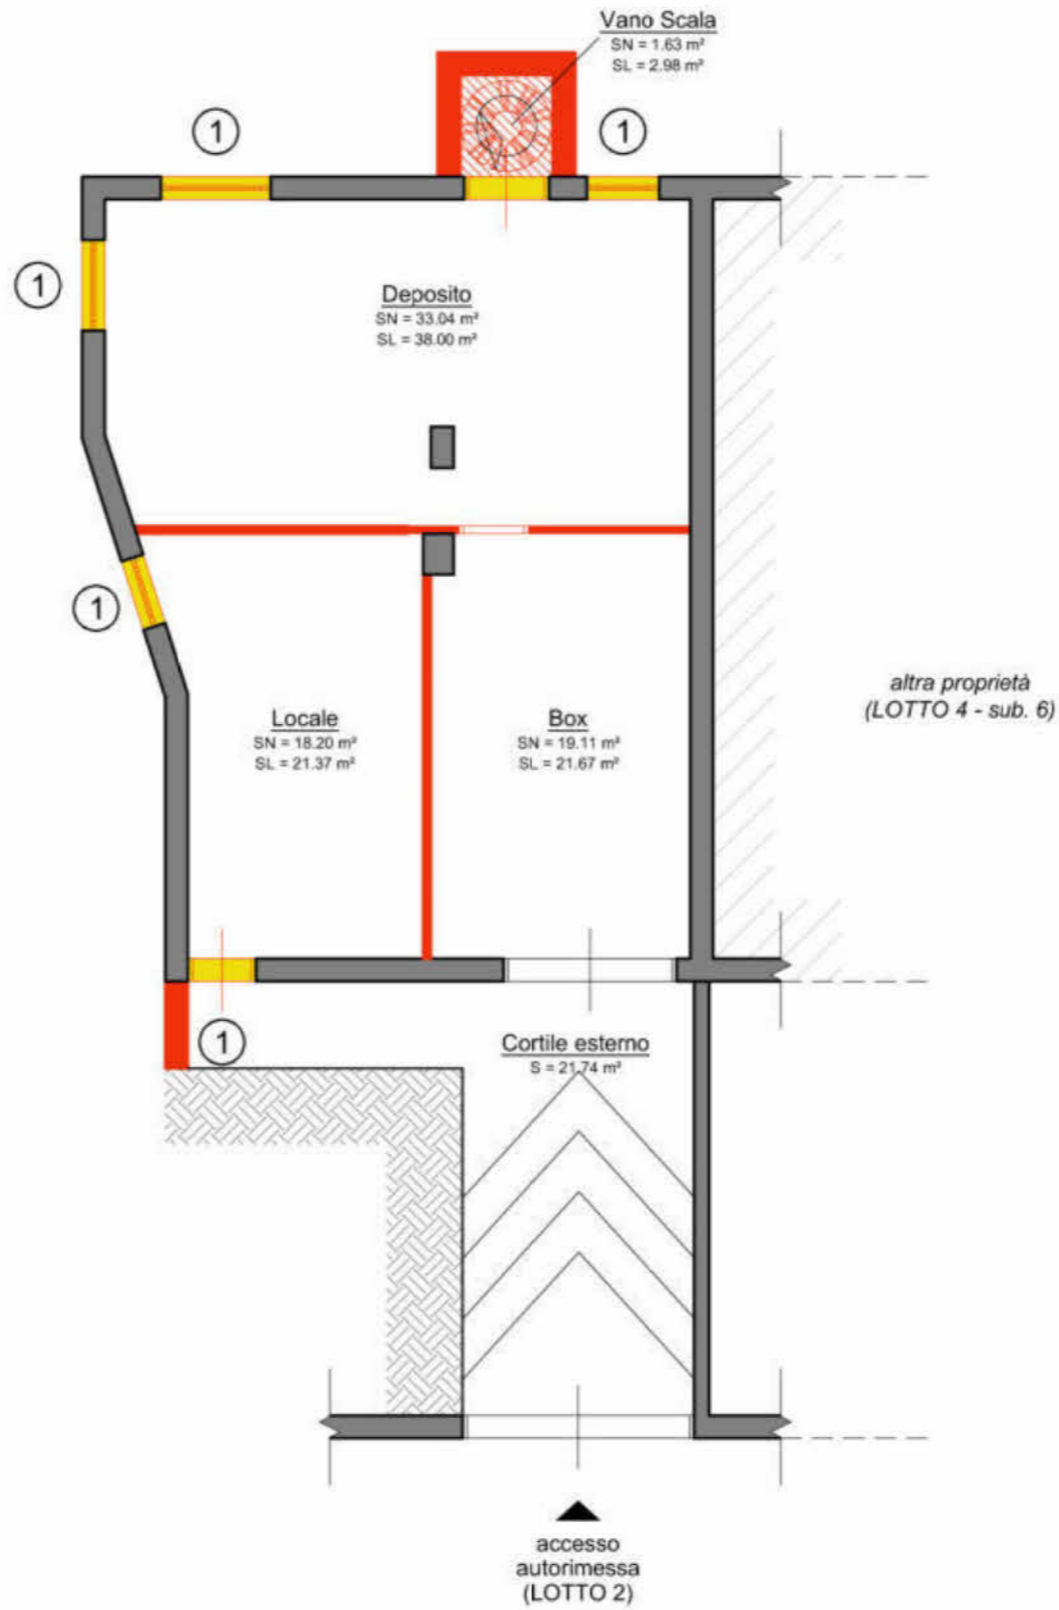 Vano Scala
SN = 1.63 m²
SL = 2.98 m²
1
1
1
Deposito
SN = 33.04 m²
SL = 38.00 m²
1
Locale
SN = 18.20 m²
SL = 21.37 m²
Box
SN = 19.11 m²
SL = 21.67 m²
altra proprietà
(LOTTO 4 - sub. 6)
1
Cortile esterno
S = 21.74 m²
accesso
autorimessa
(LOTTO 2)